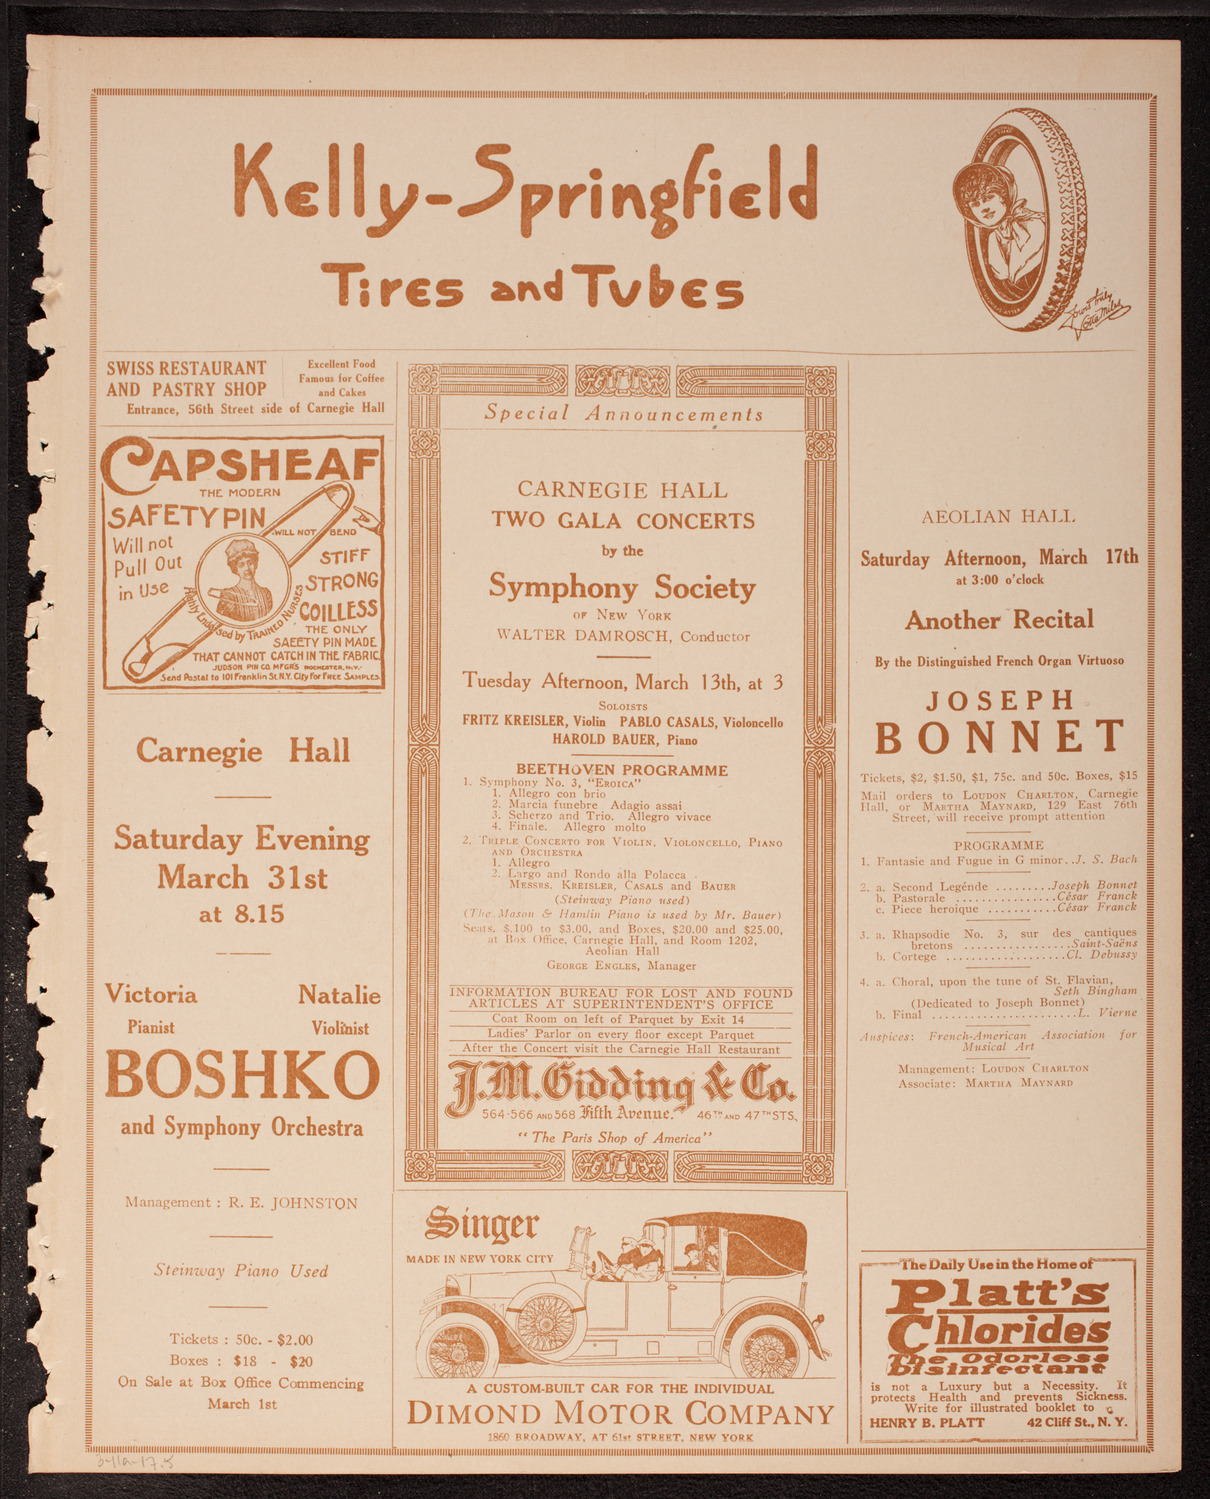 Kelly-Springfield
Tires and Tubes
Yours truly
Lotta Miles
SWISS RESTAURANT
AND PASTRY SHOP
Excellent Food
Famous for Coffee
and Cakes
Entrance, 56th Street side of Carnegie Hall
CAPSHEAF
THE MODERN
SAFETY PIN
WILL NOT BEND
Will not
Pull Out
in Use
STIFF
STRONG
COILLESS
Highly Endorsed by TRAINED NURSES
THE ONLY
SAFETY PIN MADE
THAT CANNOT CATCH IN THE FABRIC
JUDSON PIN CO. MFGR'S ROCHESTER, N.Y.
Send Postal to 101 Franklin St. N.Y. City for FREE SAMPLES.
Carnegie Hall
Saturday Evening
March 31st
at 8.15
Victoria Natalie
Pianist Violinist
BOSHKO
and Symphony Orchestra
Management : R. E. JOHNSTON
Steinway Piano Used
Tickets : 50c. - $2.00
Boxes : $18 - $20
On Sale at Box Office Commencing
March 1st
Special Announcements
CARNEGIE HALL
TWO GALA CONCERTS
by the
Symphony Society
OF NEW YORK
WALTER DAMROSCH, Conductor
Tuesday Afternoon, March 13th, at 3
SOLOISTS
FRITZ KREISLER, Violin PABLO CASALS, Violoncello
HAROLD BAUER, Piano
BEETHOVEN PROGRAMME
1. Symphony No. 3, "EROICA"
1. Allegro con brio
2. Marcia funebre Adagio assai
3. Scherzo and Trio. Allegro vivace
4. Finale. Allegro molto
2. TRIPLE CONCERTO FOR VIOLIN, VIOLONCELLO, PIANO
AND ORCHESTRA
1. Allegro
2. Largo and Rondo alla Polacca
MESSRS. KREISLER, CASALS and BAUER
(Steinway Piano used)
(The Mason & Hamlin Piano is used by Mr. Bauer)
Seats, $.100 to $3.00, and Boxes, $20.00 and $25.00,
at Box Office, Carnegie Hall, and Room 1202,
Aeolian Hall
GEORGE ENGLES, Manager
INFORMATION BUREAU FOR LOST AND FOUND
ARTICLES AT SUPERINTENDENT'S OFFICE
Coat Room on left of Parquet by Exit 14
Ladies' Parlor on every floor except Parquet
After the Concert visit the Carnegie Hall Restaurant
J.M. Gidding & Co.
564-566 AND 568 Fifth Avenue. 46TH AND 47TH STS.
"The Paris Shop of America"
Singer
MADE IN NEW YORK CITY
A CUSTOM-BUILT CAR FOR THE INDIVIDUAL
DIMOND MOTOR COMPANY
1860 BROADWAY, AT 61st STREET, NEW YORK
AEOLIAN HALL
Saturday Afternoon, March 17th
at 3:00 o'clock
Another Recital
By the Distinguished French Organ Virtuoso
JOSEPH
BONNET
Tickets, $2, $1.50, $1, 75c. and 50c. Boxes, $15
Mail orders to LOUDON CHARLTON, Carnegie
Hall, or MARTHA MAYNARD, 129 East 76th
Street, will receive prompt attention
PROGRAMME
1. Fantasie and Fugue in G minor..J. S. Bach
2. a. Second Legénde .........Joseph Bonnet
b. Pastorale ................César Franck
c. Piece heroique ...........César Franck
3. a. Rhapsodie No. 3, sur des cantiques
bretons .................Saint-Saëns
b. Cortege ...................Cl. Debussy
4. a. Choral, upon the tune of St. Flavian,
Seth Bingham
(Dedicated to Joseph Bonnet)
b. Final .......................L. Vierne
Auspices: French-American Association for
Musical Art
Management: LOUDON CHARLTON
Associate: MARTHA MAYNARD
The Daily Use in the Home of
Platt's
Chlorides
The Odorless
Disinfectant
is not a Luxury but a Necessity. It
protects Health and prevents Sickness.
Write for illustrated booklet to
HENRY B. PLATT 42 Cliff St., N. Y.